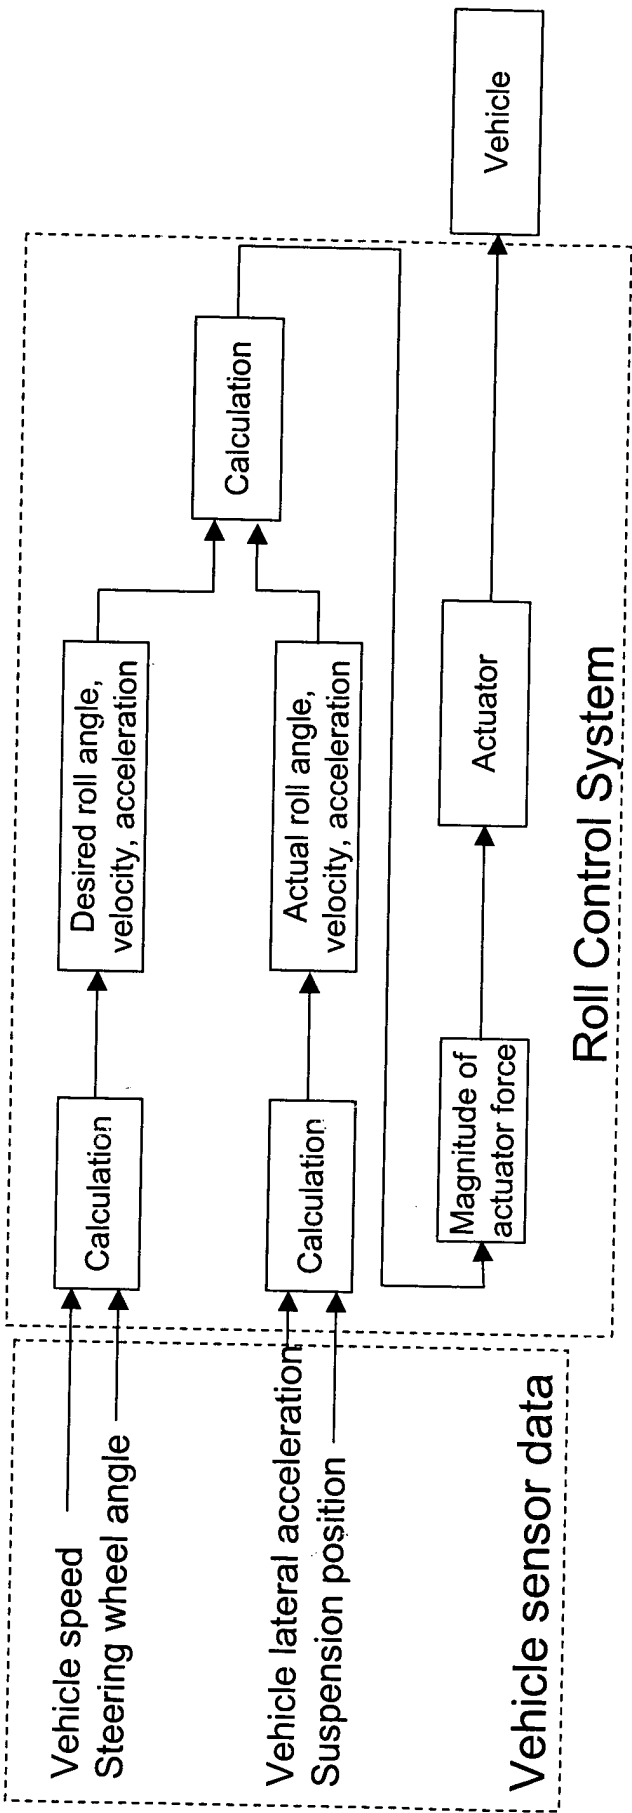 Vehicle speed
Steering wheel angle
Vehicle lateral acceleration
Suspension position
Vehicle sensor data
Calculation
Desired roll angle,
velocity, acceleration
Calculation
Actual roll angle,
velocity, acceleration
Calculation
Magnitude of
actuator force
Actuator
Roll Control System
Vehicle